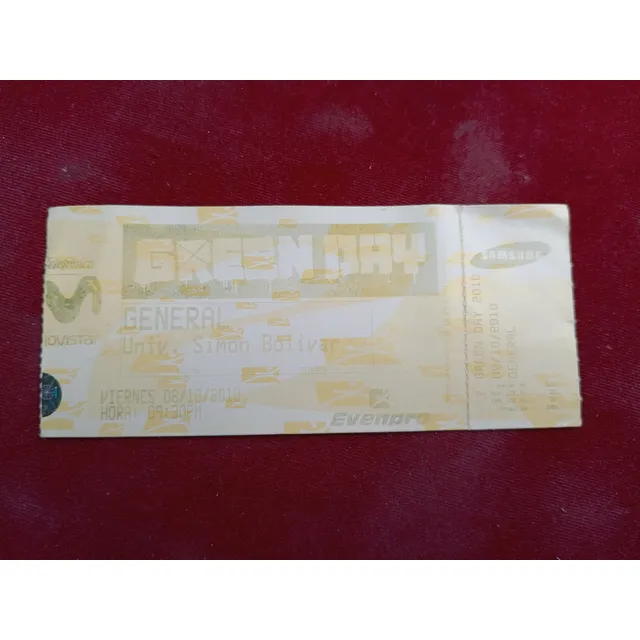 GREEN DAY
GENERAL
Univ. Simon Bolivar
VIERNES 08/10/2010
HORA: 09:30PM
Evenpro
movistar
SAMSUNG
GREEN DAY 2010
08/10/2010
GENERAL